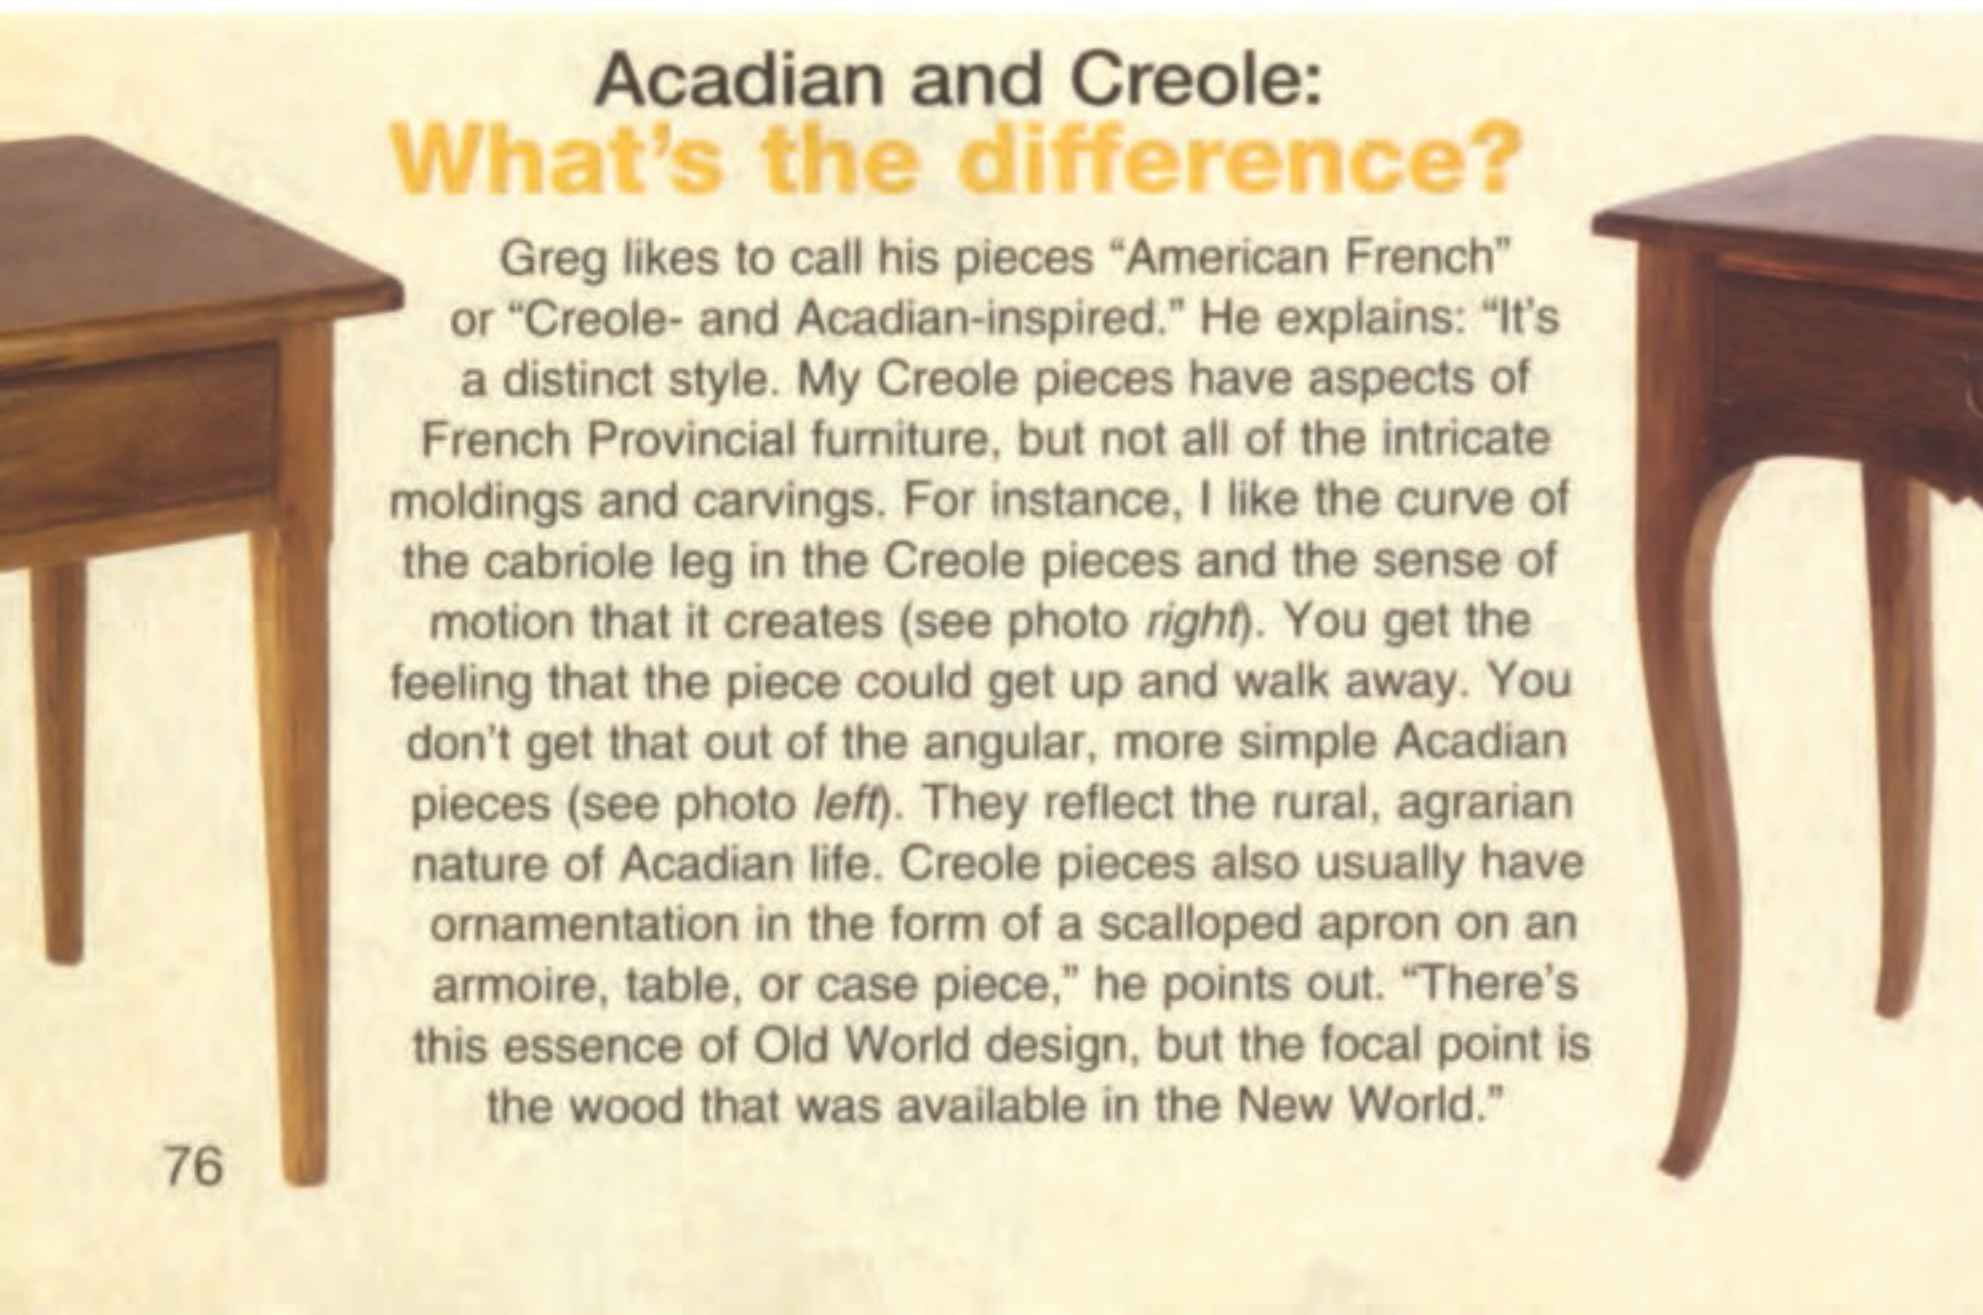 Acadian and Creole:
What's the difference?
Greg likes to call his pieces “American French”
or “Creole- and Acadian-inspired.” He explains: “It's
a distinct style. My Creole pieces have aspects of
French Provincial furniture, but not all of the intricate
moldings and carvings. For instance, I like the curve of
the cabriole leg in the Creole pieces and the sense of
motion that it creates (see photo right). You get the
feeling that the piece could get up and walk away. You
don't get that out of the angular, more simple Acadian
pieces (see photo left). They reflect the rural, agrarian
nature of Acadian life. Creole pieces also usually have
ornamentation in the form of a scalloped apron on an
armoire, table, or case piece,” he points out. “There's
this essence of Old World design, but the focal point is
the wood that was available in the New World.”
76